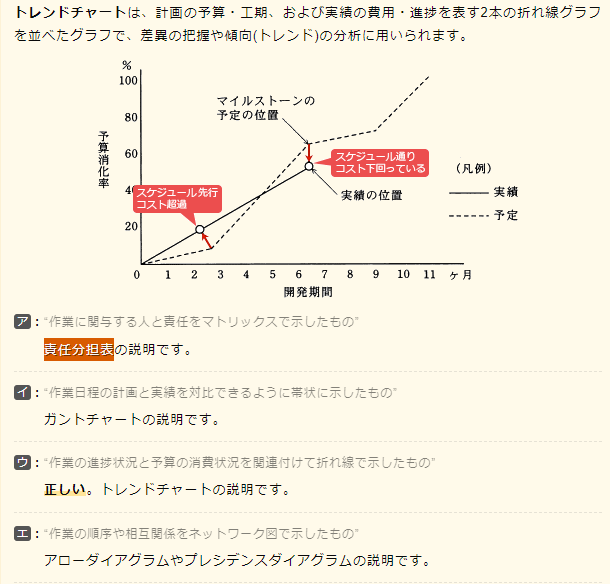 トレンドチャートは、計画の予算・工期、および実績の費用・進捗を表す2本の折れ線グラフ
を並べたグラフで、差異の把握や傾向(トレンド)の分析に用いられます。
%
100
80
60
40
20
0
予算消化率
マイルストーンの
予定の位置
スケジュール通り
コスト下回っている
実績の位置
スケジュール先行
コスト超過
(凡例)
実績
予定
0 1 2 3 4 5 6 7 8 9 10 11 ヶ月
開発期間
ア:“作業に関与する人と責任をマトリックスで示したもの”
責任分担表の説明です。
イ:“作業日程の計画と実績を対比できるように帯状に示したもの”
ガントチャートの説明です。
ウ:“作業の進捗状況と予算の消費状況を関連付けて折れ線で示したもの”
正しい。トレンドチャートの説明です。
エ:“作業の順序や相互関係をネットワーク図で示したもの”
アローダイアグラムやプレシデンスダイアグラムの説明です。